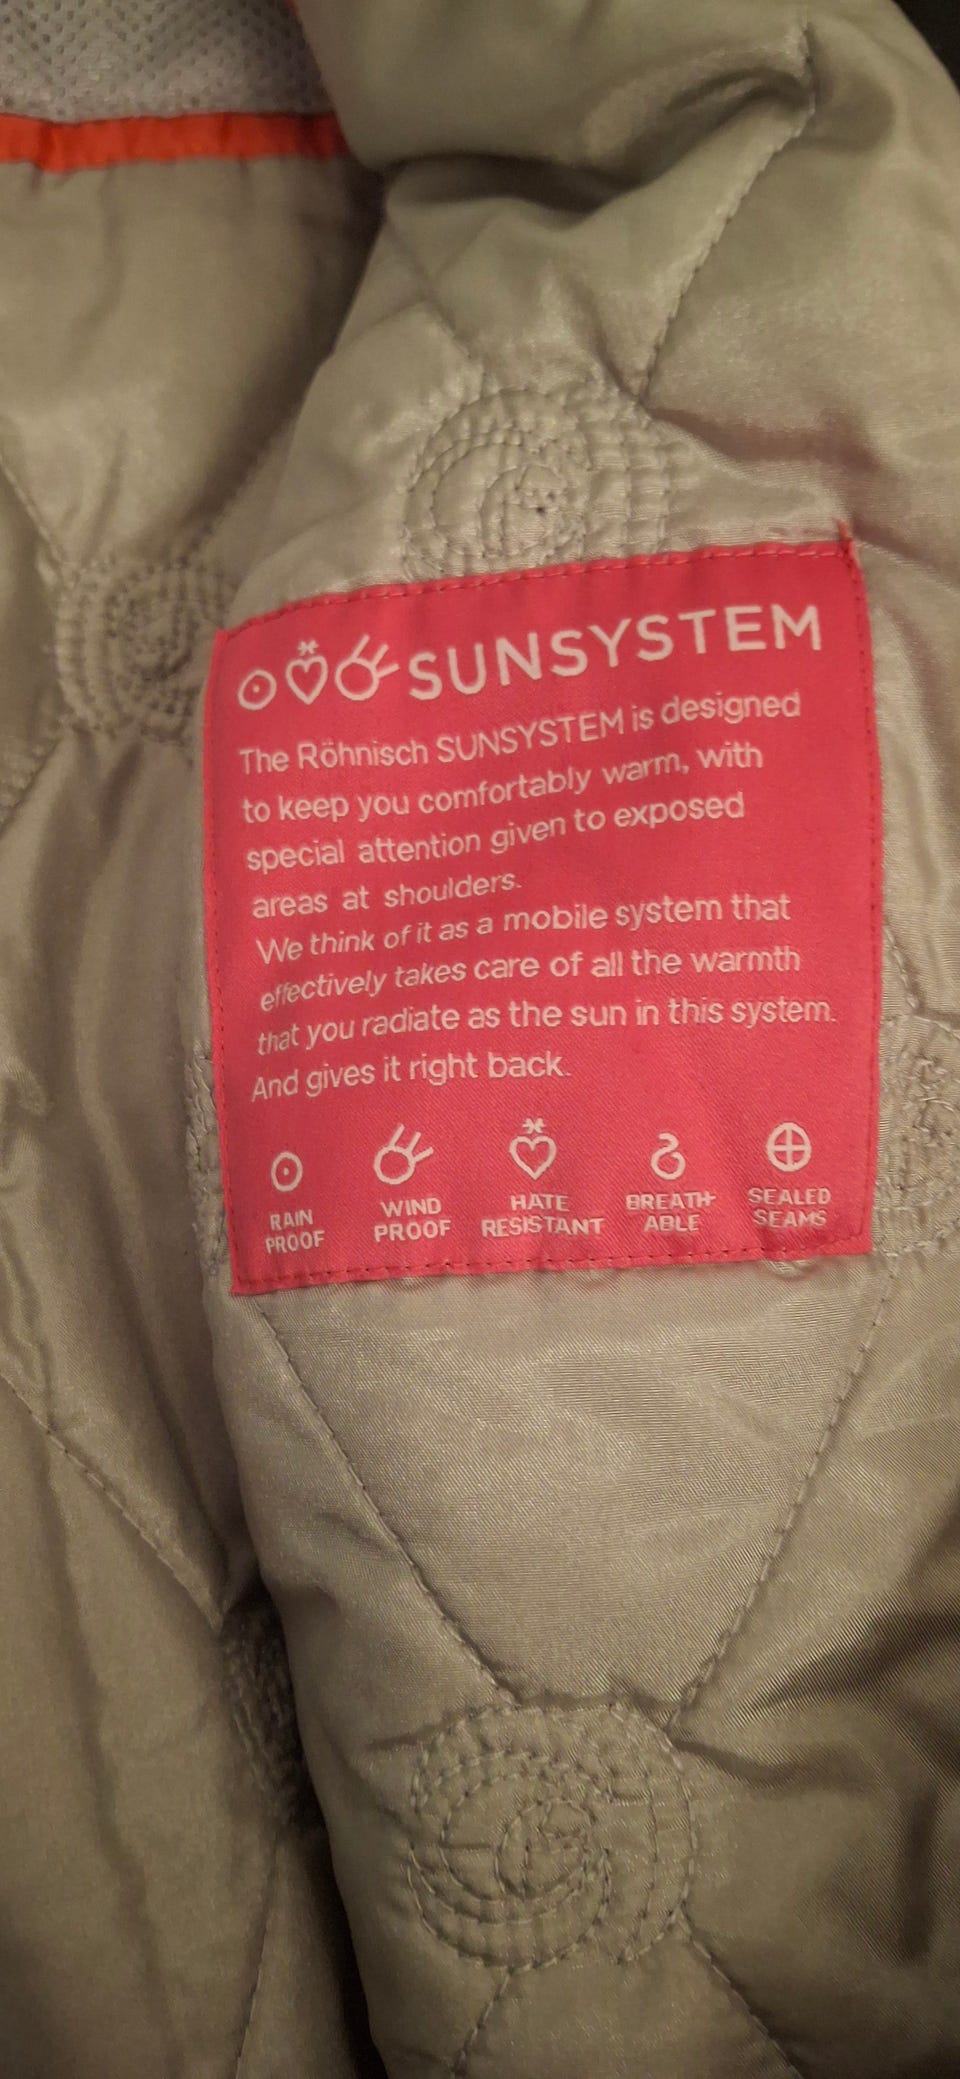 SUNSYSTEM
The Röhnisch SUNSYSTEM is designed
to keep you comfortably warm, with
special attention given to exposed
areas at shoulders.
We think of it as a mobile system that
effectively takes care of all the warmth
that you radiate as the sun in this system.
And gives it right back.
RAIN PROOF
WIND PROOF
HATE RESISTANT
BREATH- ABLE
SEALED SEAMS